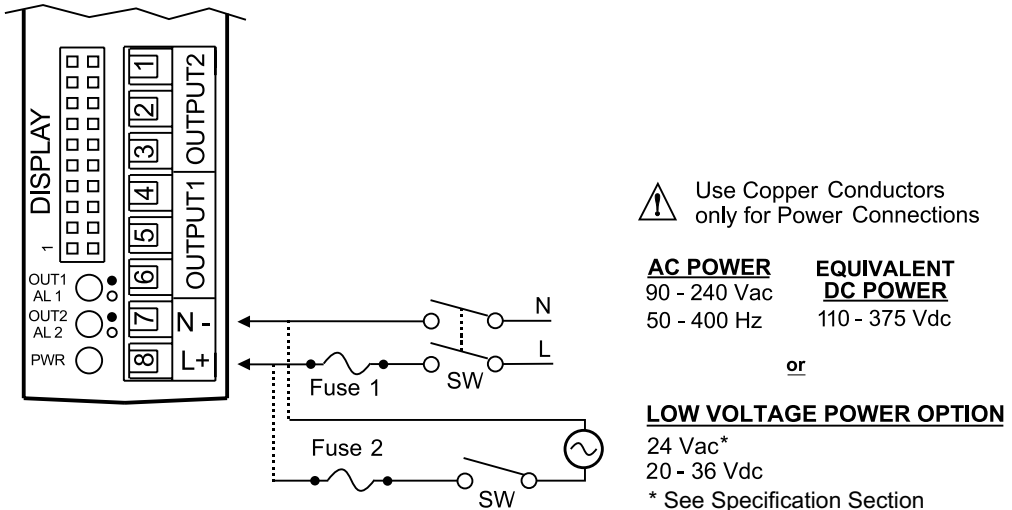 DISPLAY
1
1
2
3
4
5
6
7
8
OUTPUT2
OUTPUT1
N -
L+
OUT1
AL 1
OUT2
AL 2
PWR
N
L
Fuse 1
SW
Fuse 2
SW
Use Copper Conductors
only for Power Connections
AC POWER
90 - 240 Vac
50 - 400 Hz
EQUIVALENT
DC POWER
110 - 375 Vdc
or
LOW VOLTAGE POWER OPTION
24 Vac*
20 - 36 Vdc
* See Specification Section